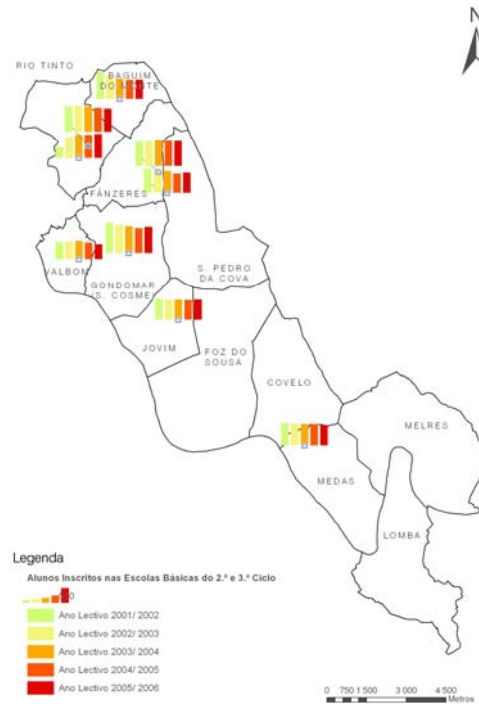 N
RIO TINTO
BAGUIM
DO MONTE
FÂNZERES
S. PEDRO
DA COVA
VALBOM
GONDOMAR
(S. COSME)
JOVIM
FOZ DO
SOUSA
COVELO
MELRES
MEDAS
LOMBA
Legenda
Alunos Inscritos nas Escolas Básicas do 2.º e 3.º Ciclo
Ano Lectivo 2001/ 2002
Ano Lectivo 2002/ 2003
Ano Lectivo 2003/ 2004
Ano Lectivo 2004/ 2005
Ano Lectivo 2005/ 2006
0 750 1 500 3 000 4 500
Metros